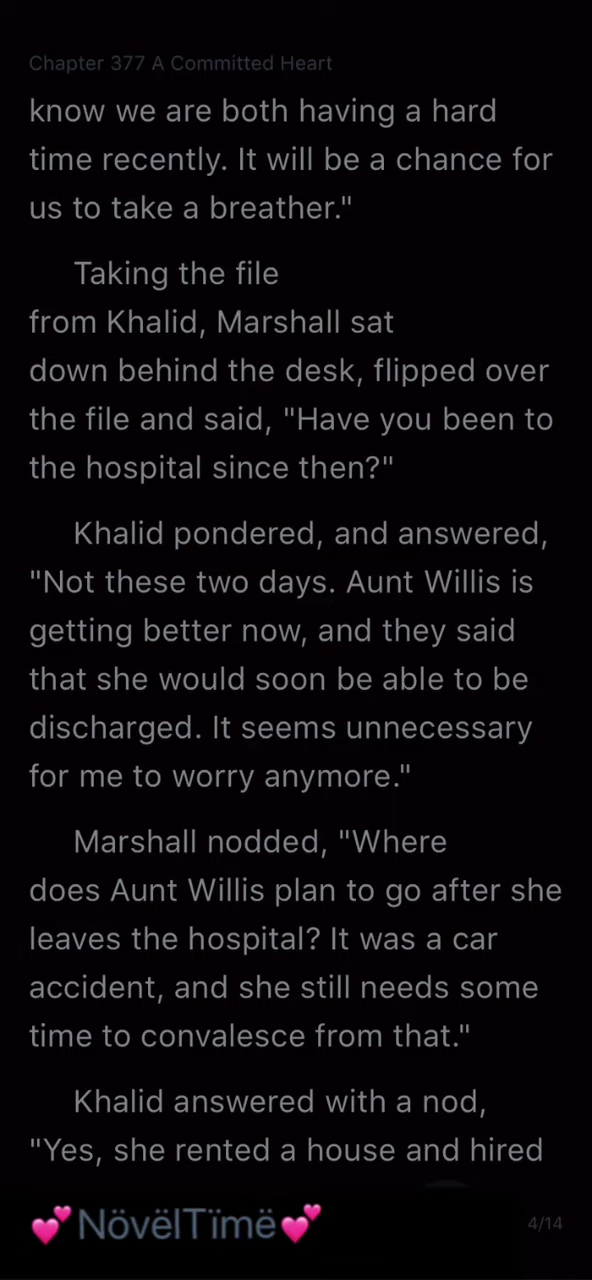 Chapter 377 A Committed Heart
know we are both having a hard
time recently. It will be a chance for
us to take a breather."
Taking the file
from Khalid, Marshall sat
down behind the desk, flipped over
the file and said, "Have you been to
the hospital since then?"
Khalid pondered, and answered,
"Not these two days. Aunt Willis is
getting better now, and they said
that she would soon be able to be
discharged. It seems unnecessary
for me to worry anymore."
Marshall nodded, "Where
does Aunt Willis plan to go after she
leaves the hospital? It was a car
accident, and she still needs some
time to convalesce from that."
Khalid answered with a nod,
"Yes, she rented a house and hired
💕NövëlTïmë💕
4/14